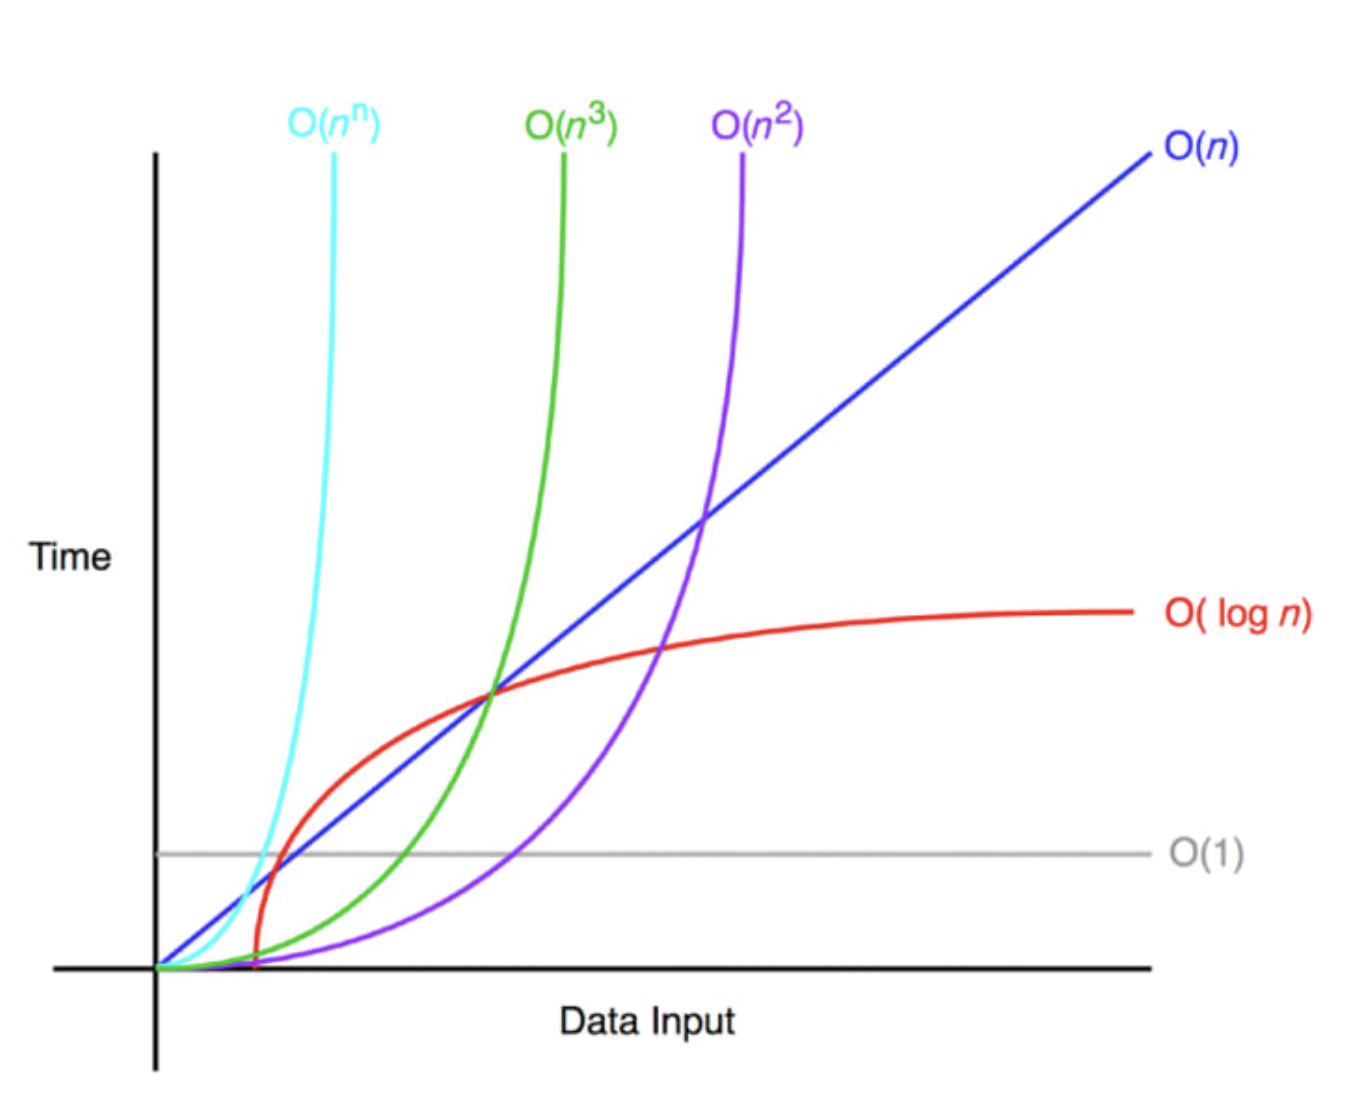 O(nⁿ)
O(n³)
O(n²)
O(n)
Time
O( log n)
O(1)
Data Input